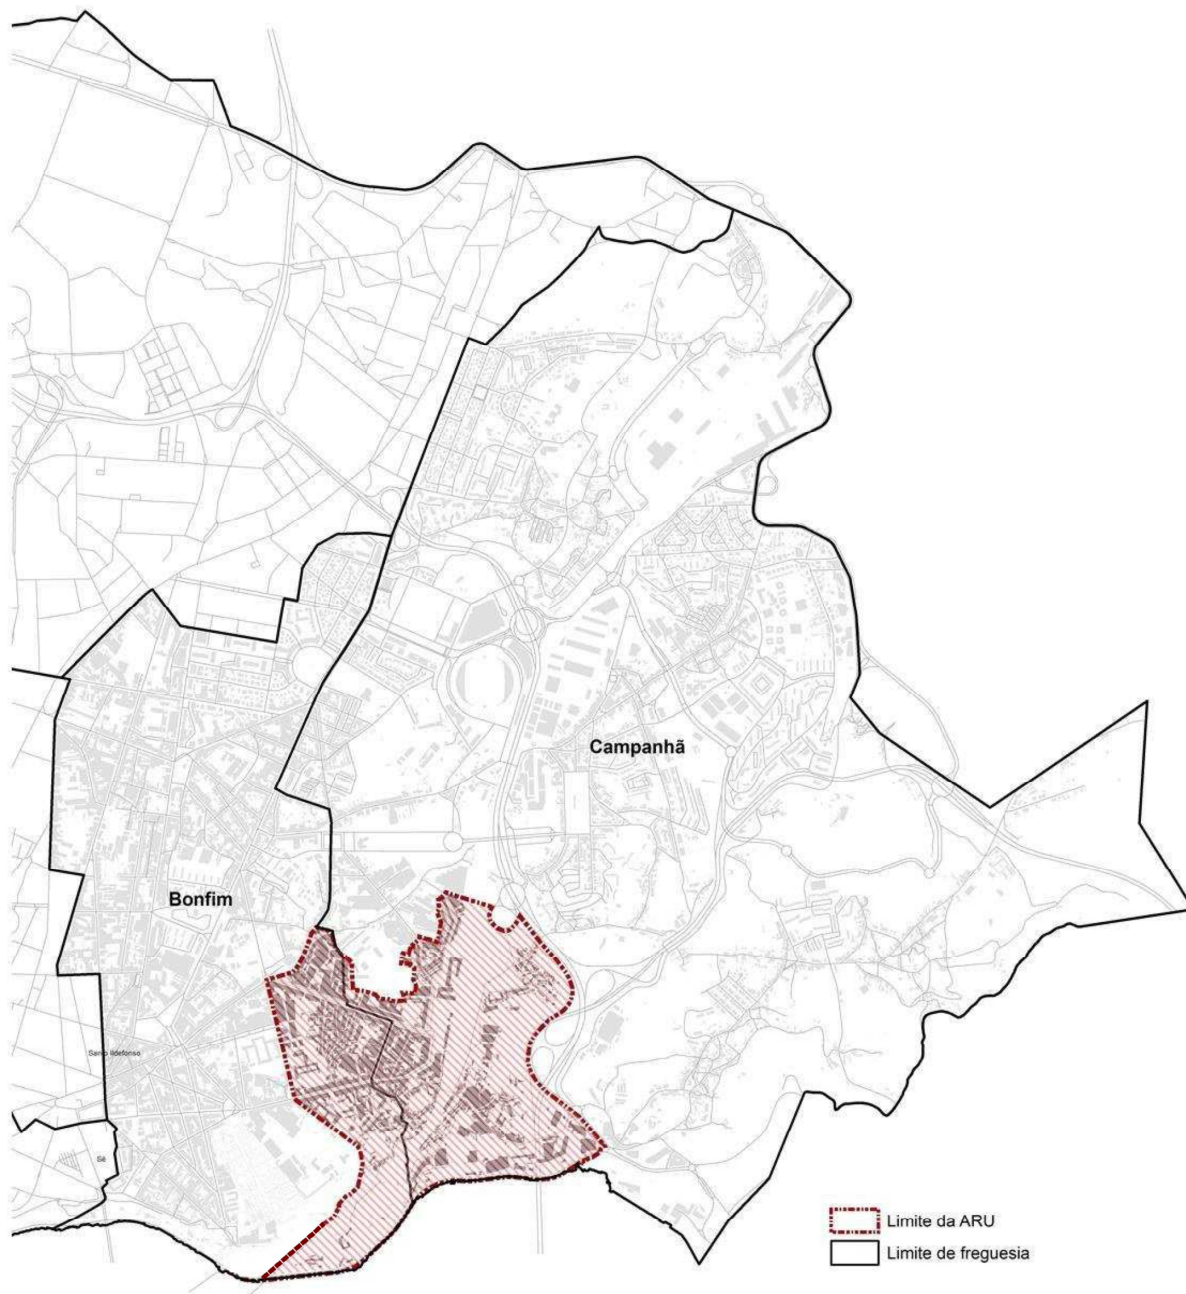 Campanhã
Bonfim
Santo Ildefonso
Sé
Limite da ARU
Limite de freguesia